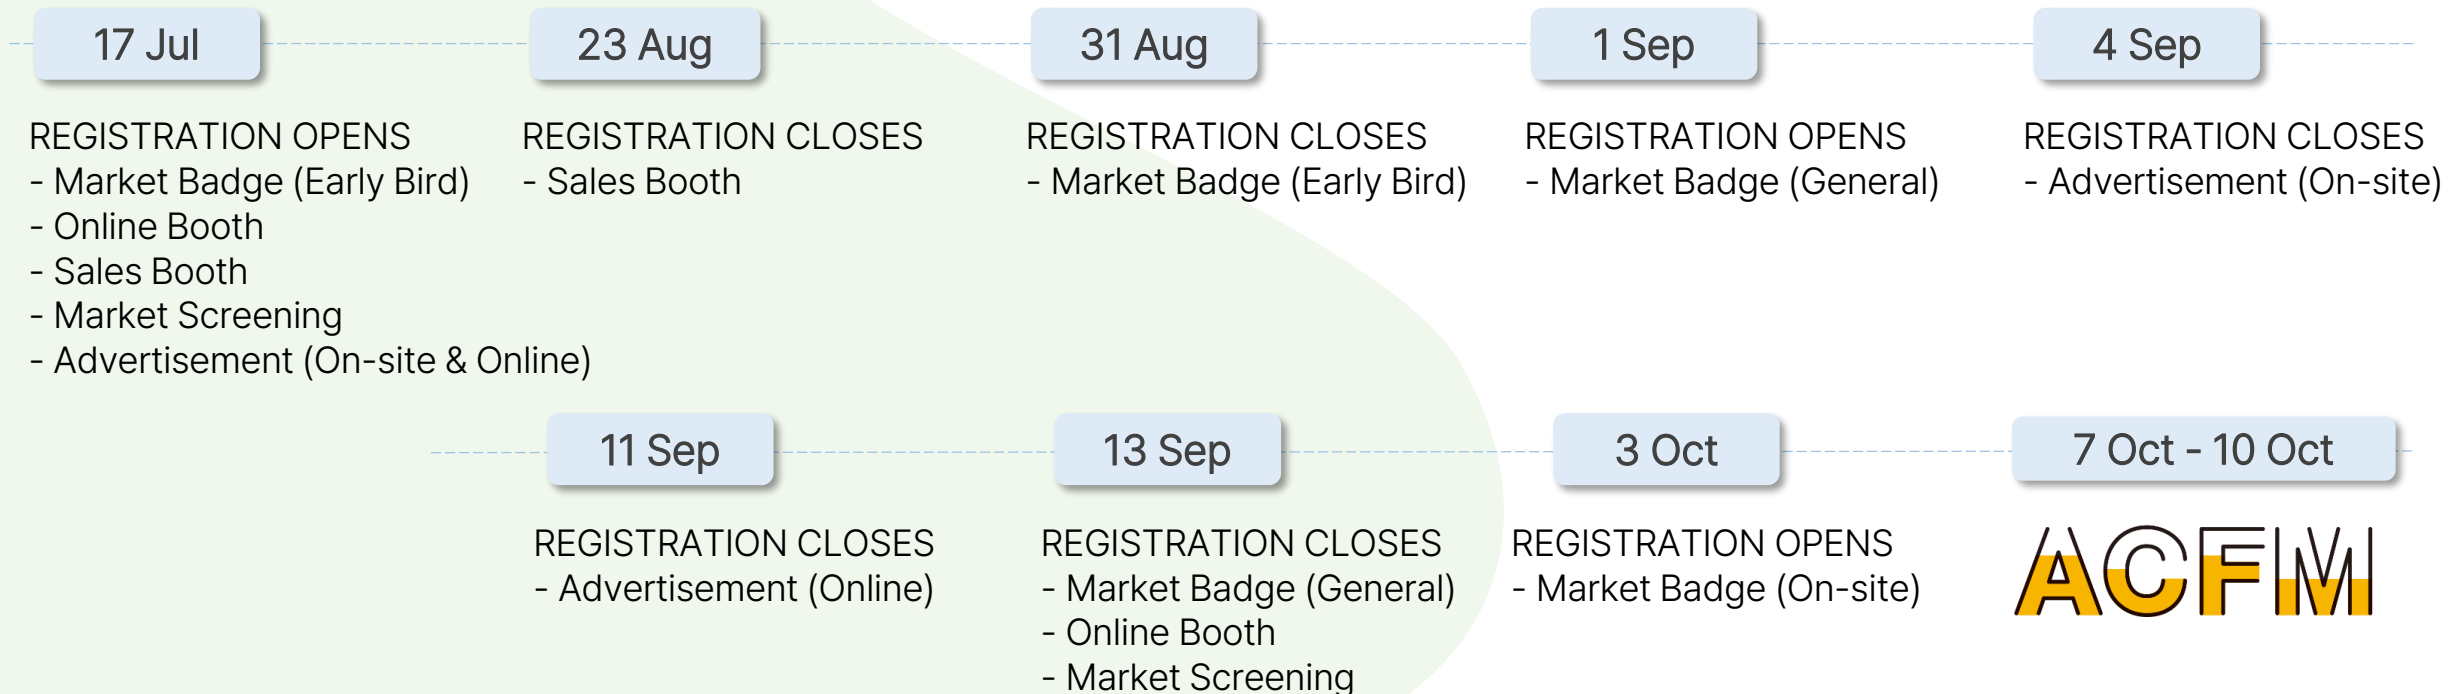 17 Jul
23 Aug
31 Aug
1 Sep
4 Sep
REGISTRATION OPENS
- Market Badge (Early Bird)
- Online Booth
- Sales Booth
- Market Screening
- Advertisement (On-site & Online)
REGISTRATION CLOSES
- Sales Booth
REGISTRATION CLOSES
- Market Badge (Early Bird)
REGISTRATION OPENS
- Market Badge (General)
REGISTRATION CLOSES
- Advertisement (On-site)
11 Sep
13 Sep
3 Oct
7 Oct - 10 Oct
REGISTRATION CLOSES
- Advertisement (Online)
REGISTRATION CLOSES
- Market Badge (General)
- Online Booth
- Market Screening
REGISTRATION OPENS
- Market Badge (On-site)
ACFM